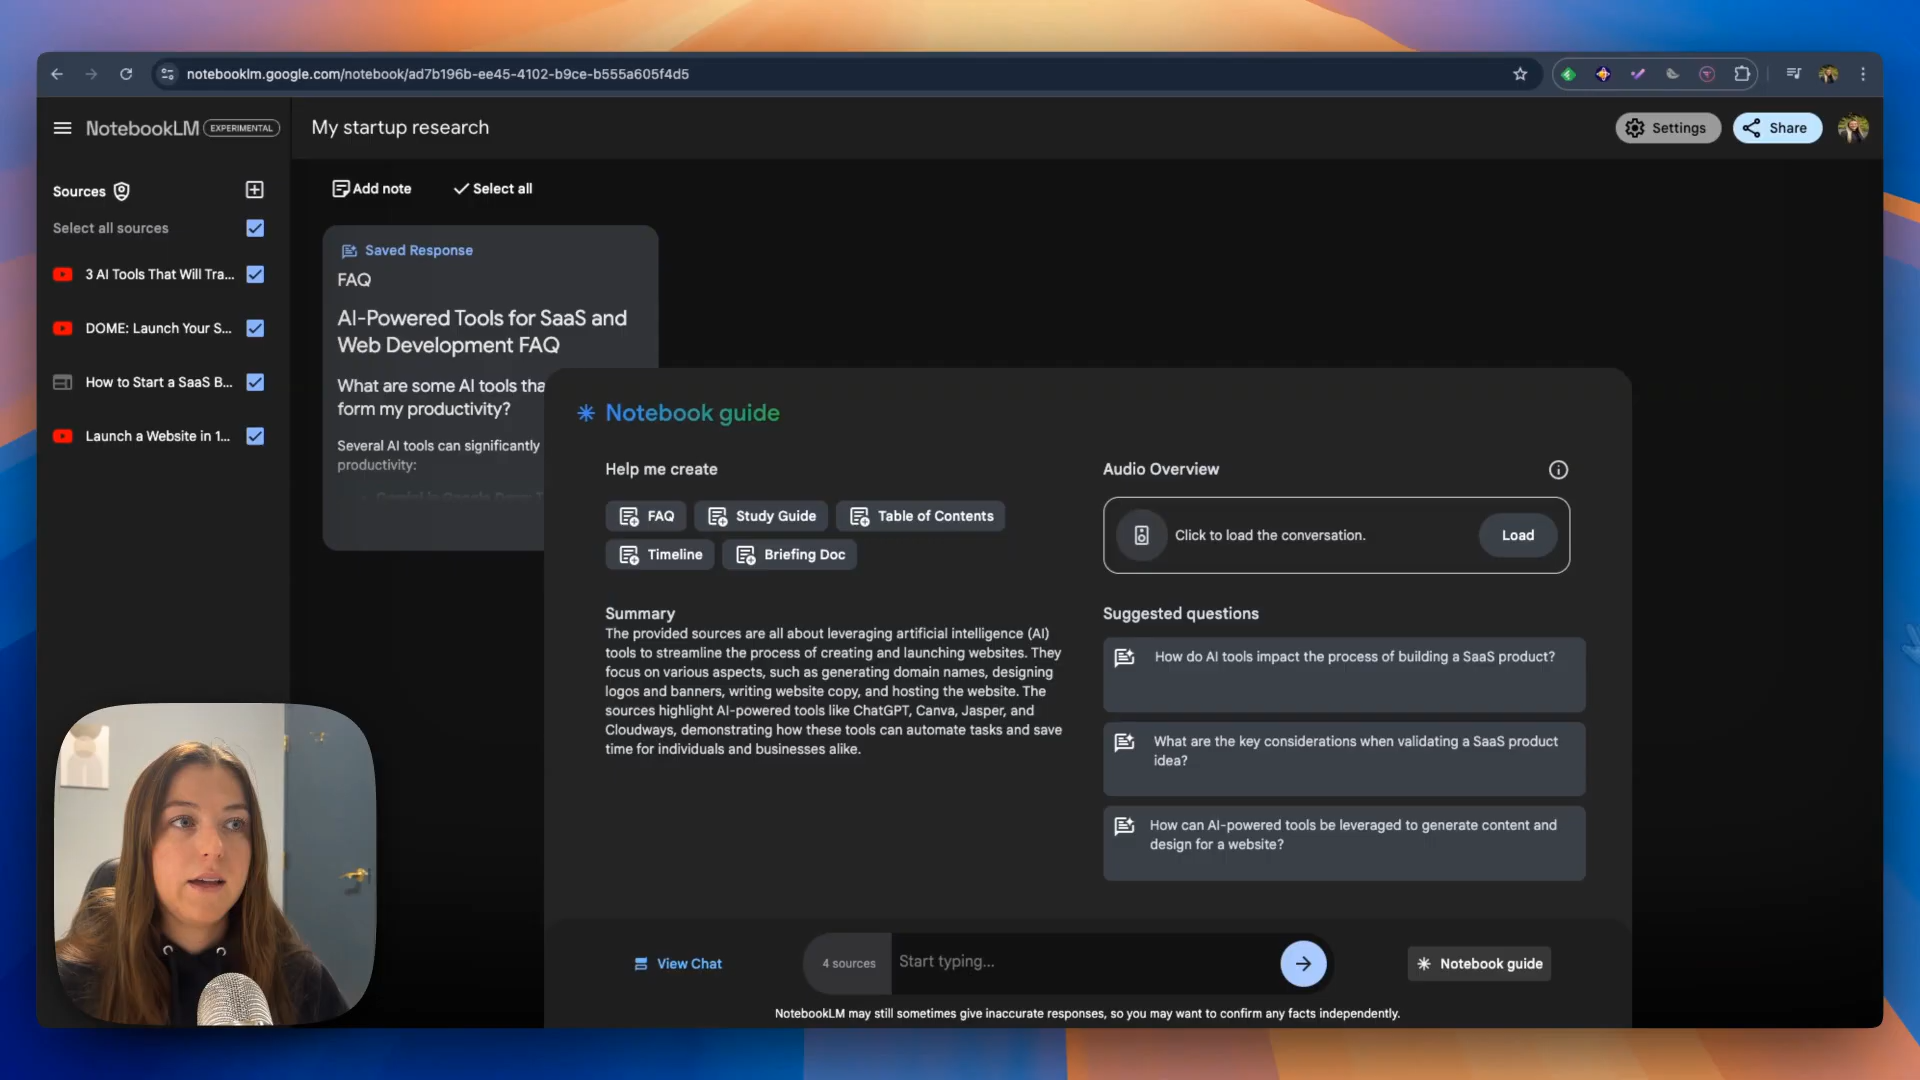 notebooklm.google.com/notebook/ad7b196b-ee45-4102-b9ce-b555a605f4d5
NotebookLM EXPERIMENTAL
My startup research
Settings
Share
Sources
Select all sources
3 AI Tools That Will Tra...
DOME: Launch Your S...
How to Start a SaaS B...
Launch a Website in 1...
Add note
Select all
Saved Response
FAQ
AI-Powered Tools for SaaS and
Web Development FAQ
What are some AI tools tha
form my productivity?
Several AI tools can significantly
productivity:
Notebook guide
Help me create
FAQ
Study Guide
Table of Contents
Timeline
Briefing Doc
Summary
The provided sources are all about leveraging artificial intelligence (AI)
tools to streamline the process of creating and launching websites. They
focus on various aspects, such as generating domain names, designing
logos and banners, writing website copy, and hosting the website. The
sources highlight AI-powered tools like ChatGPT, Canva, Jasper, and
Cloudways, demonstrating how these tools can automate tasks and save
time for individuals and businesses alike.
Audio Overview
Click to load the conversation.
Load
Suggested questions
How do AI tools impact the process of building a SaaS product?
What are the key considerations when validating a SaaS product
idea?
How can AI-powered tools be leveraged to generate content and
design for a website?
View Chat
4 sources
Start typing...
Notebook guide
NotebookLM may still sometimes give inaccurate responses, so you may want to confirm any facts independently.